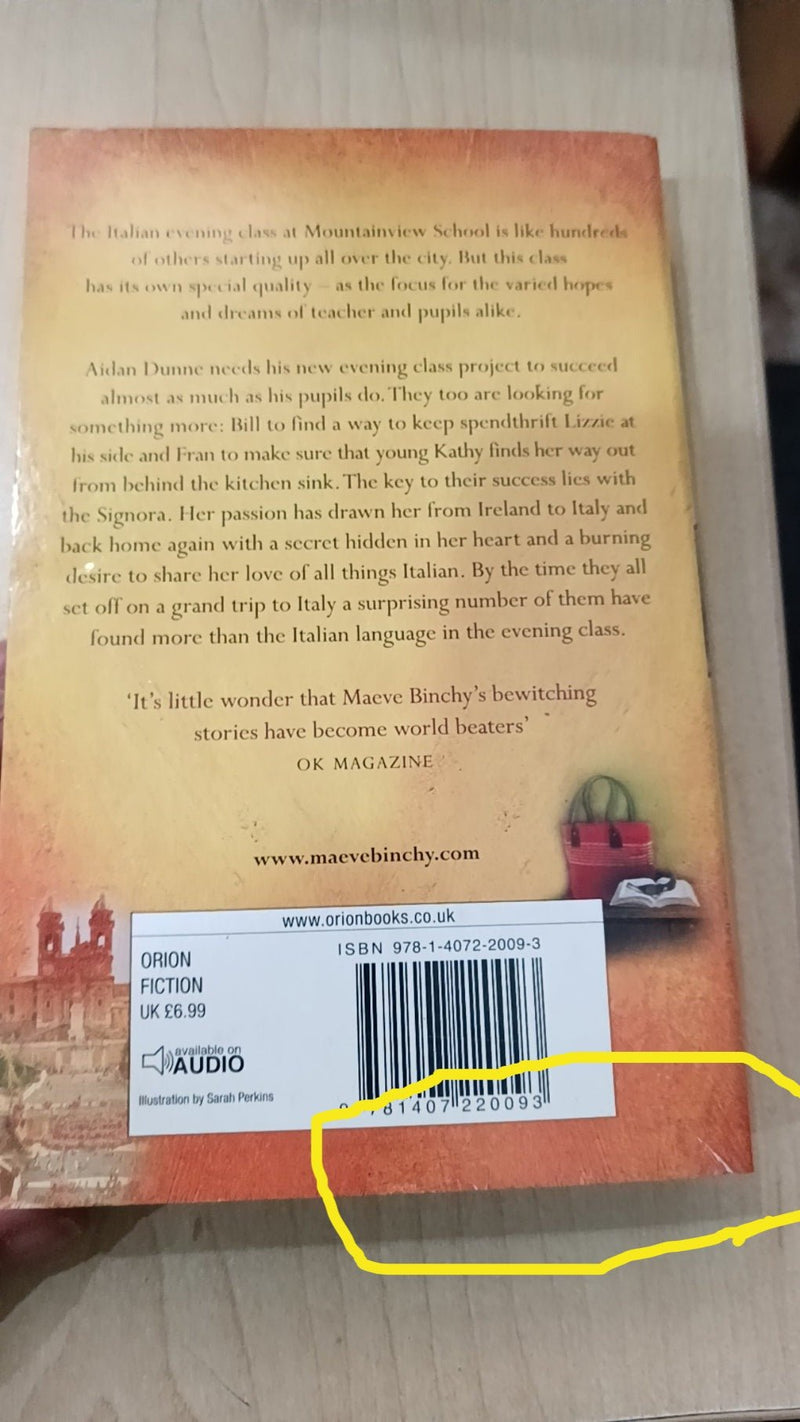 The Italian evening class at Mountainview School is like hundreds
of others starting up all over the city. But this class
has its own special quality – as the focus for the varied hopes
and dreams of teacher and pupils alike.
Aidan Dunne needs his new evening class project to succeed
almost as much as his pupils do. They too are looking for
something more: Bill to find a way to keep spendthrift Lizzie at
his side and Fran to make sure that young Kathy finds her way out
from behind the kitchen sink. The key to their success lies with
the Signora. Her passion has drawn her from Ireland to Italy and
back home again with a secret hidden in her heart and a burning
desire to share her love of all things Italian. By the time they all
set off on a grand trip to Italy a surprising number of them have
found more than the Italian language in the evening class.
‘It’s little wonder that Maeve Binchy’s bewitching
stories have become world beaters’
OK MAGAZINE
www.maevebinchy.com
www.orionbooks.co.uk
ORION
FICTION
UK £6.99
available on
AUDIO
Illustration by Sarah Perkins
ISBN 978-1-4072-2009-3
9 781407 220093